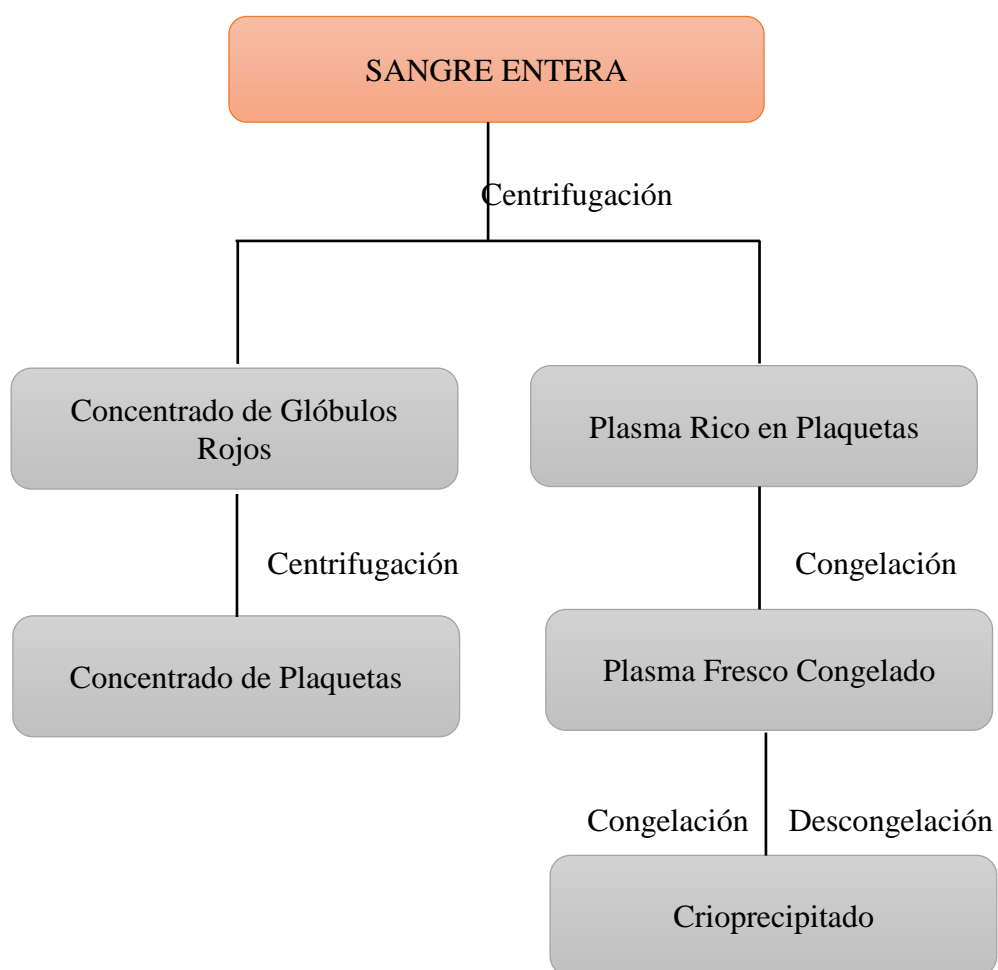 SANGRE ENTERA
Centrifugación
Concentrado de Glóbulos
Rojos
Plasma Rico en Plaquetas
Centrifugación
Congelación
Concentrado de Plaquetas
Plasma Fresco Congelado
Congelación
Descongelación
Crioprecipitado